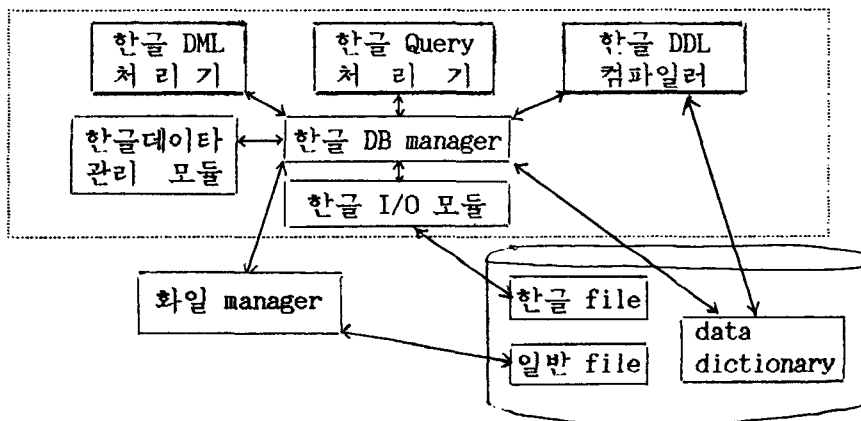 한글 DML
처 리 기
한글 Query
처 리 기
한글 DDL
컴파일러
한글데이타
관리 모듈
한글 DB manager
한글 I/O 모듈
화일 manager
한글 file
일반 file
data
dictionary